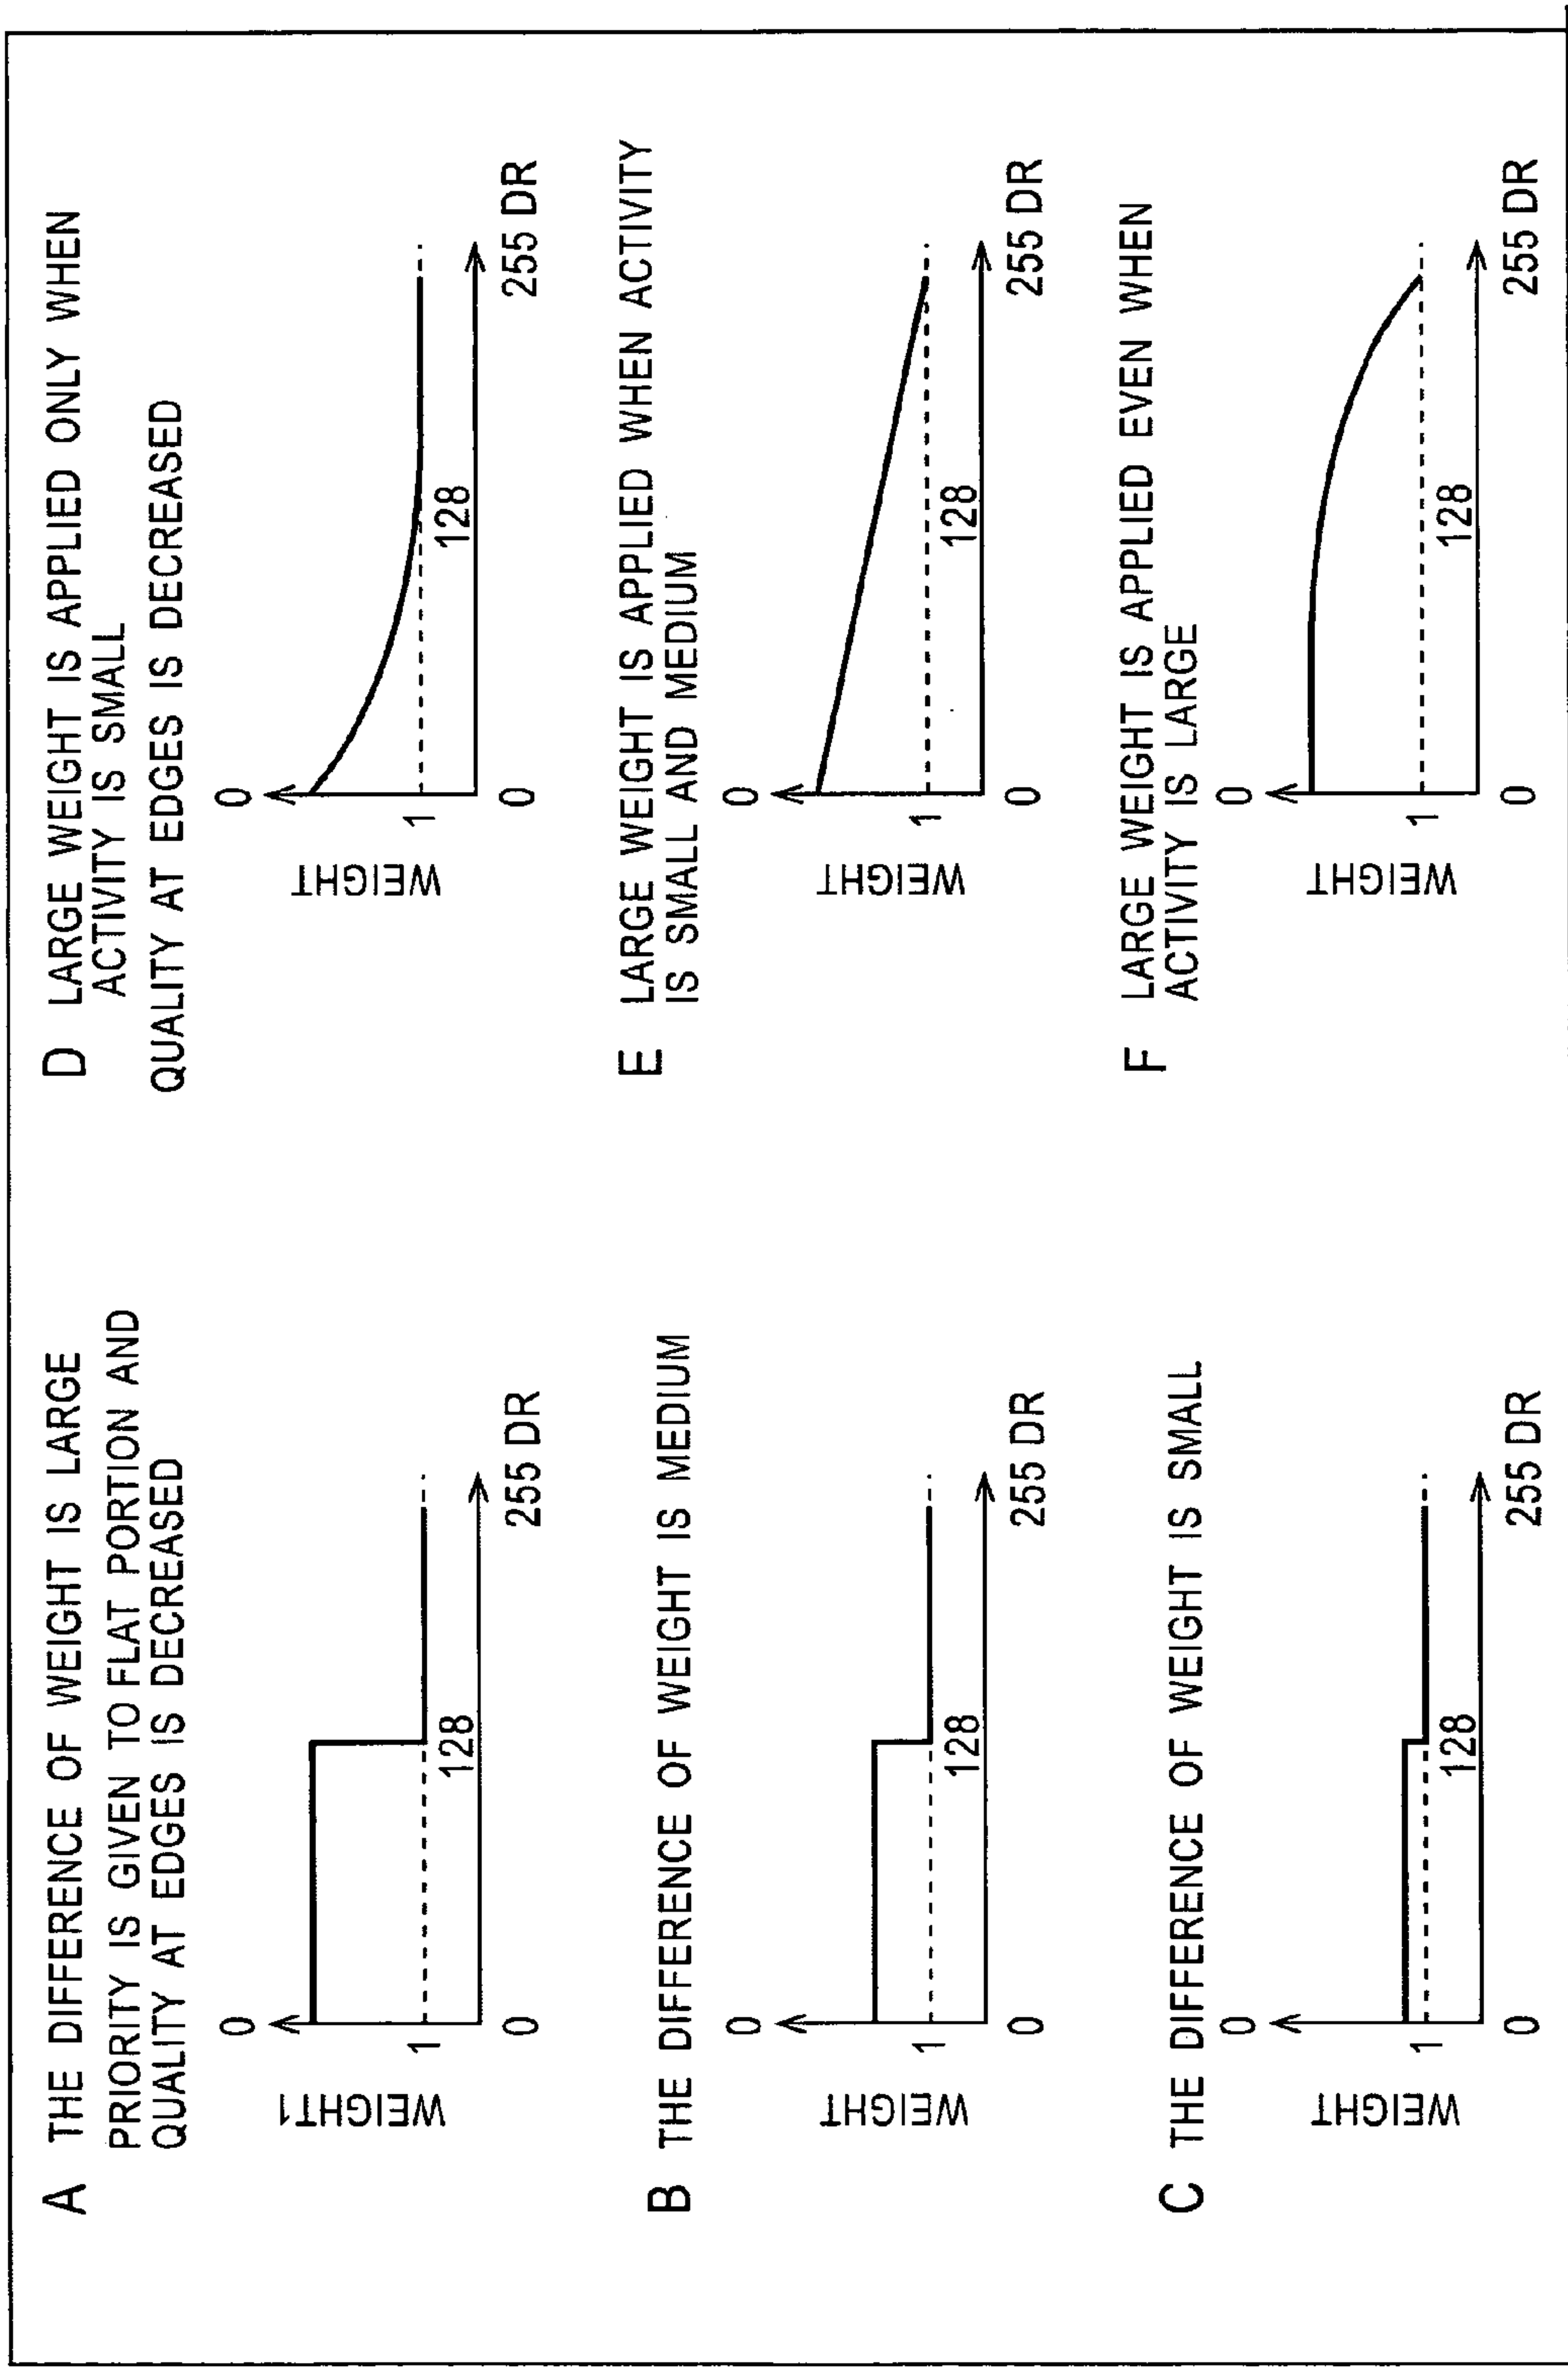 A THE DIFFERENCE OF WEIGHT IS LARGE
PRIORITY IS GIVEN TO FLAT PORTION AND
QUALITY AT EDGES IS DECREASED
0
WEIGHT1
1
128
0
255 DR
B THE DIFFERENCE OF WEIGHT IS MEDIUM
0
WEIGHT
1
128
0
255 DR
C THE DIFFERENCE OF WEIGHT IS SMALL
0
WEIGHT
1
128
0
255 DR
D LARGE WEIGHT IS APPLIED ONLY WHEN
ACTIVITY IS SMALL
QUALITY AT EDGES IS DECREASED
0
WEIGHT
1
128
0
255 DR
E LARGE WEIGHT IS APPLIED WHEN ACTIVITY
IS SMALL AND MEDIUM
0
WEIGHT
1
128
0
255 DR
F LARGE WEIGHT IS APPLIED EVEN WHEN
ACTIVITY IS LARGE
0
WEIGHT
1
128
0
255 DR